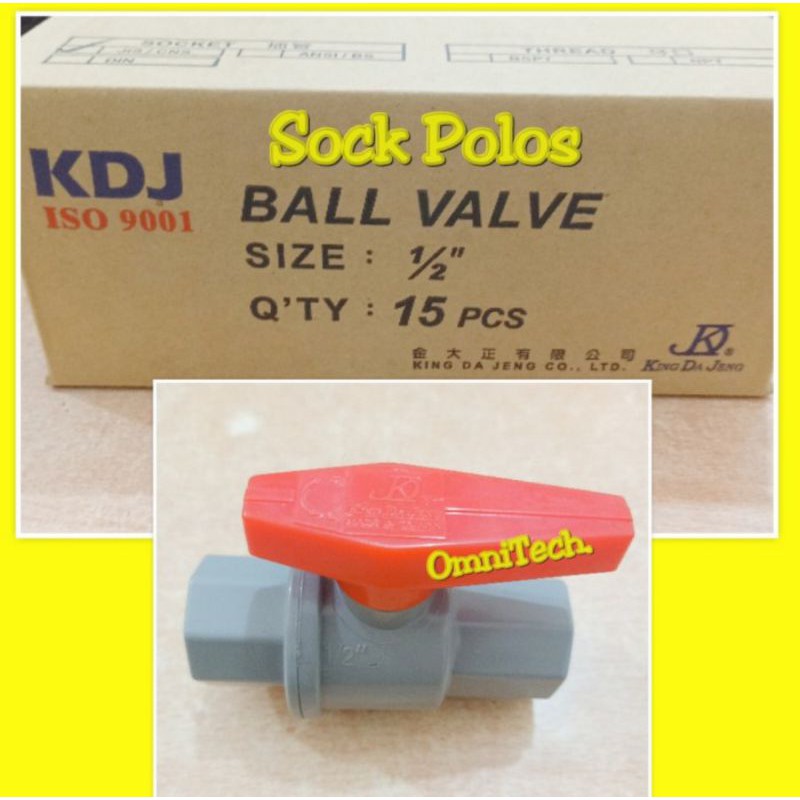 SOCKET
JIS/CNS
ANSI/BS
DIN
THREAD
BSPT
NPT
Sock Polos
KDJ
ISO 9001
BALL VALVE
SIZE : 1/2"
Q'TY : 15 PCS
金大正有限公司
KING DA JENG CO., LTD.
KING DA JENG®
OmniTech.
1/2"